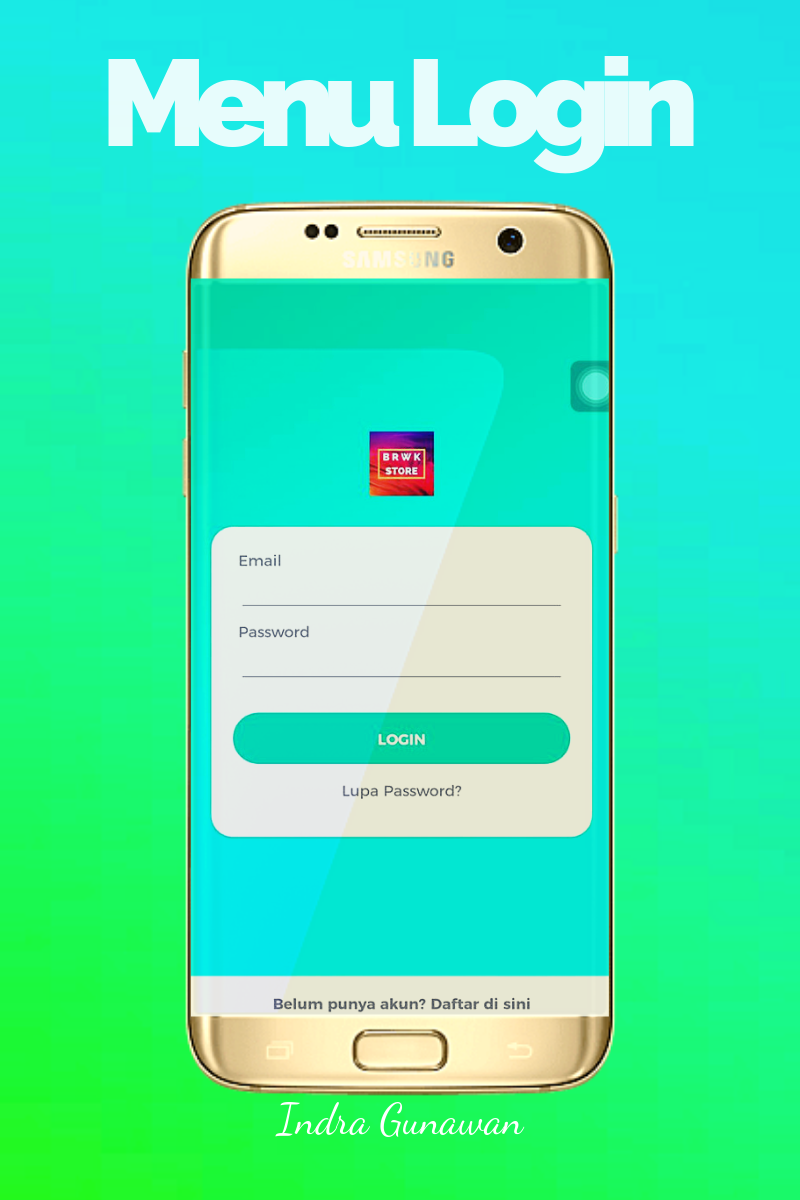 Menu Login
SAMSUNG
BRWK
STORE
Email
Password
LOGIN
Lupa Password?
Belum punya akun? Daftar di sini
Indra Gunawan